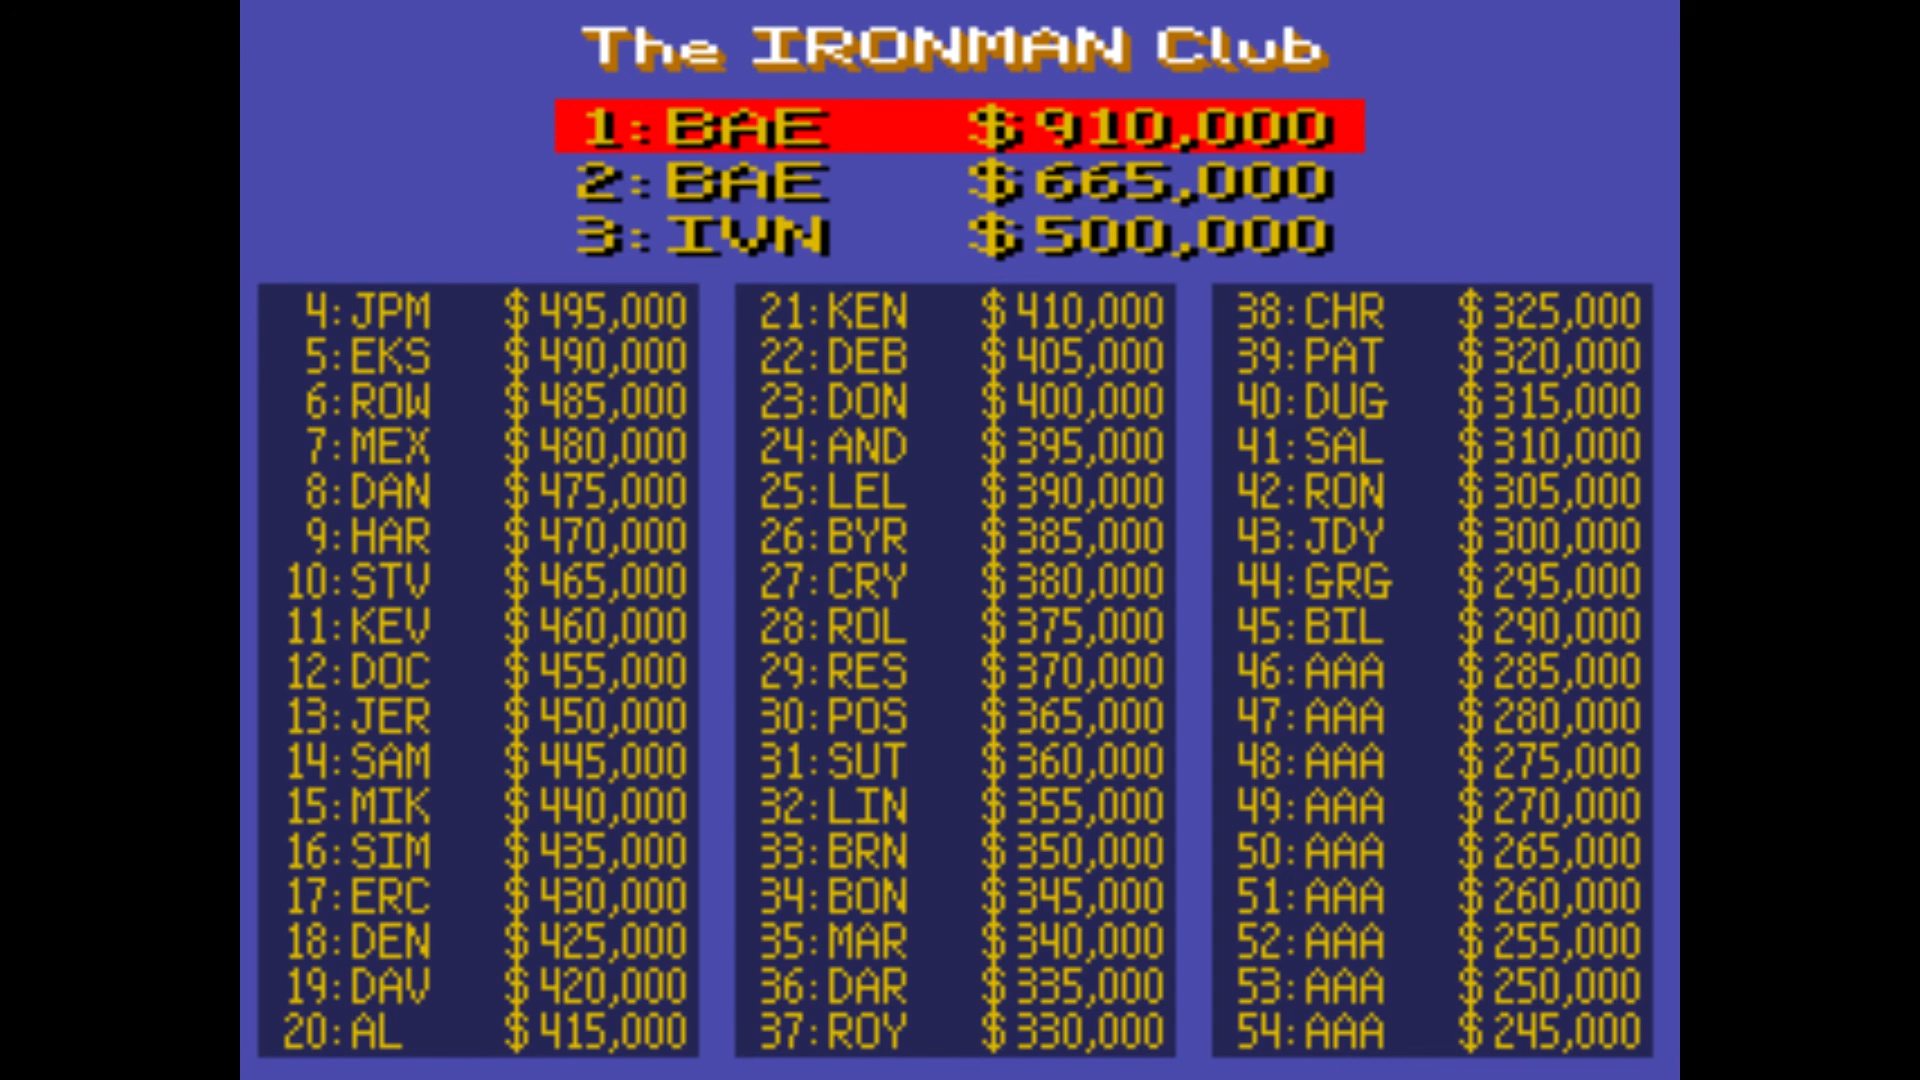 The IRONMAN Club
1: BAE $ 910,000
2: BAE $ 665,000
3: IVN $ 500,000
4: JPM $ 495,000
5: EKS $ 490,000
6: ROW $ 485,000
7: MEX $ 480,000
8: DAN $ 475,000
9: HAR $ 470,000
10: STV $ 465,000
11: KEV $ 460,000
12: DOC $ 455,000
13: JER $ 450,000
14: SAM $ 445,000
15: MIK $ 440,000
16: SIM $ 435,000
17: ERC $ 430,000
18: DEN $ 425,000
19: DAV $ 420,000
20: AL $ 415,000
21: KEN $ 410,000
22: DEB $ 405,000
23: DON $ 400,000
24: AND $ 395,000
25: LEL $ 390,000
26: BYR $ 385,000
27: CRY $ 380,000
28: ROL $ 375,000
29: RES $ 370,000
30: POS $ 365,000
31: SUT $ 360,000
32: LIN $ 355,000
33: BRN $ 350,000
34: BON $ 345,000
35: MAR $ 340,000
36: DAR $ 335,000
37: ROY $ 330,000
38: CHR $ 325,000
39: PAT $ 320,000
40: DUG $ 315,000
41: SAL $ 310,000
42: RON $ 305,000
43: JDY $ 300,000
44: GRG $ 295,000
45: BIL $ 290,000
46: AAA $ 285,000
47: AAA $ 280,000
48: AAA $ 275,000
49: AAA $ 270,000
50: AAA $ 265,000
51: AAA $ 260,000
52: AAA $ 255,000
53: AAA $ 250,000
54: AAA $ 245,000